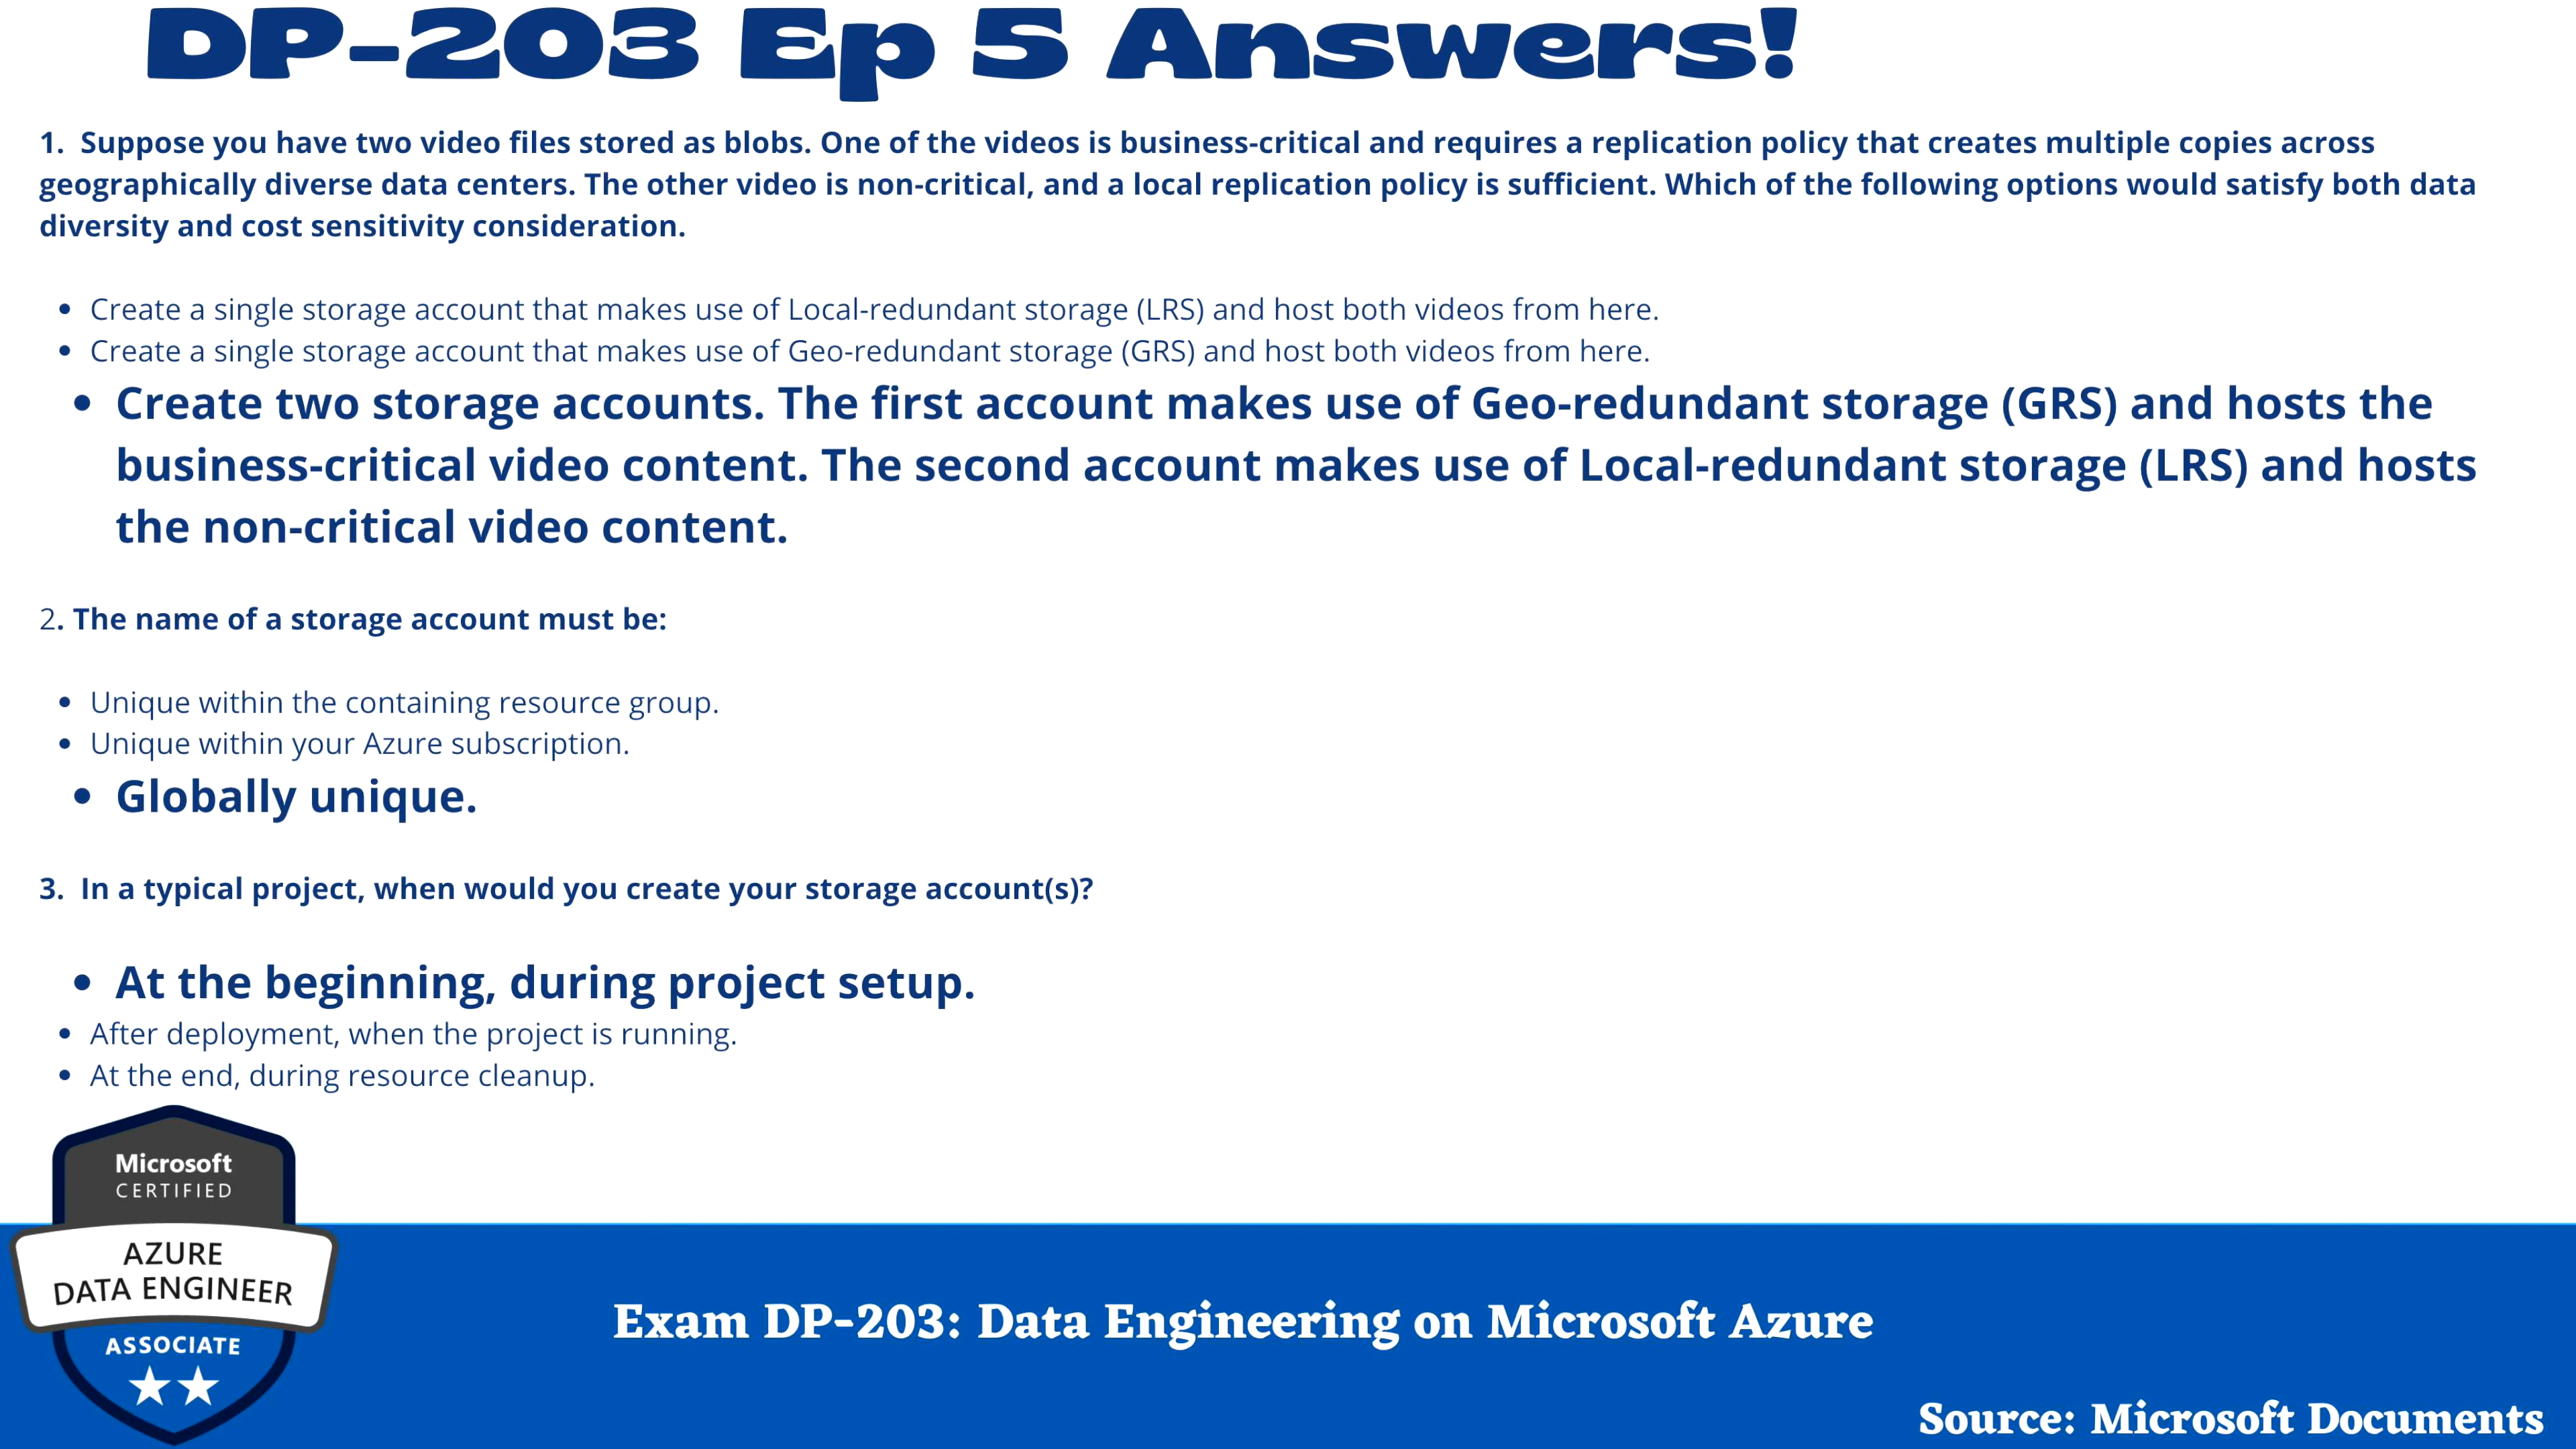 DP-203 Ep 5 Answers!
1. Suppose you have two video files stored as blobs. One of the videos is business-critical and requires a replication policy that creates multiple copies across
geographically diverse data centers. The other video is non-critical, and a local replication policy is sufficient. Which of the following options would satisfy both data
diversity and cost sensitivity consideration.
• Create a single storage account that makes use of Local-redundant storage (LRS) and host both videos from here.
• Create a single storage account that makes use of Geo-redundant storage (GRS) and host both videos from here.
• Create two storage accounts. The first account makes use of Geo-redundant storage (GRS) and hosts the
business-critical video content. The second account makes use of Local-redundant storage (LRS) and hosts
the non-critical video content.
2. The name of a storage account must be:
• Unique within the containing resource group.
• Unique within your Azure subscription.
• Globally unique.
3. In a typical project, when would you create your storage account(s)?
• At the beginning, during project setup.
• After deployment, when the project is running.
• At the end, during resource cleanup.
Microsoft
CERTIFIED
AZURE
DATA ENGINEER
ASSOCIATE
Exam DP-203: Data Engineering on Microsoft Azure
Source: Microsoft Documents